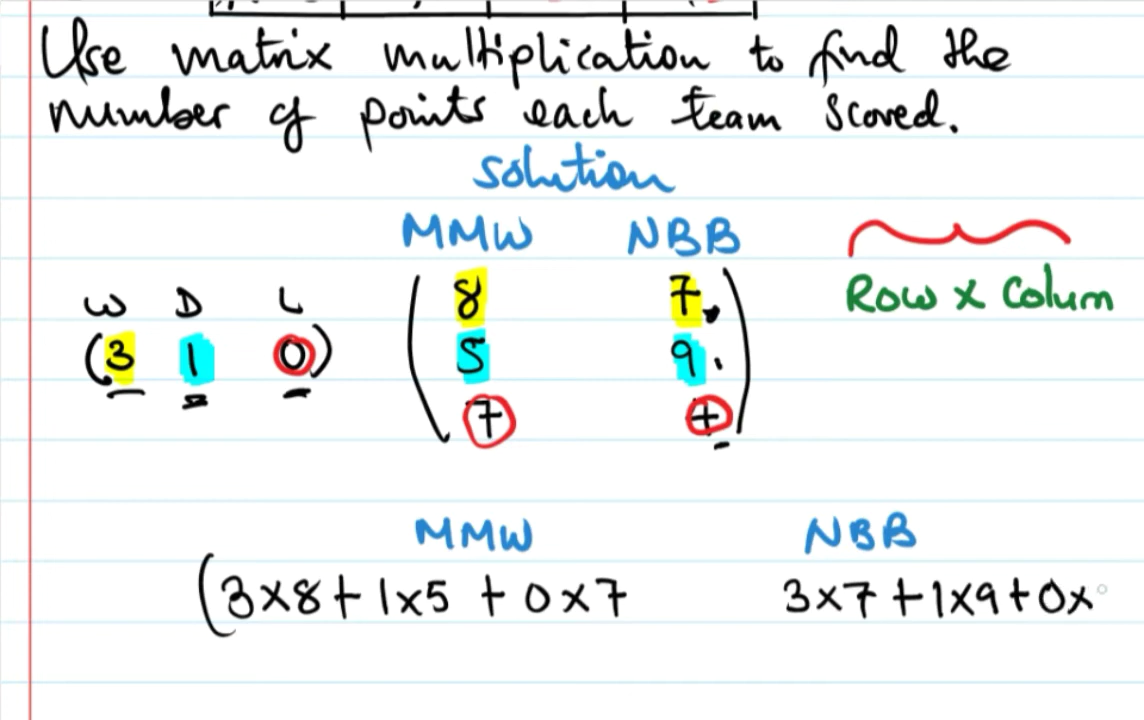 Use matrix multiplication to find the
number of points each team scored.
solution
MMW NBB
W D L
(3 1 0)
8 7
5 9
7
Row x Colum
MMW NBB
(3x8+1x5+0x7 3x7+1x9+0x